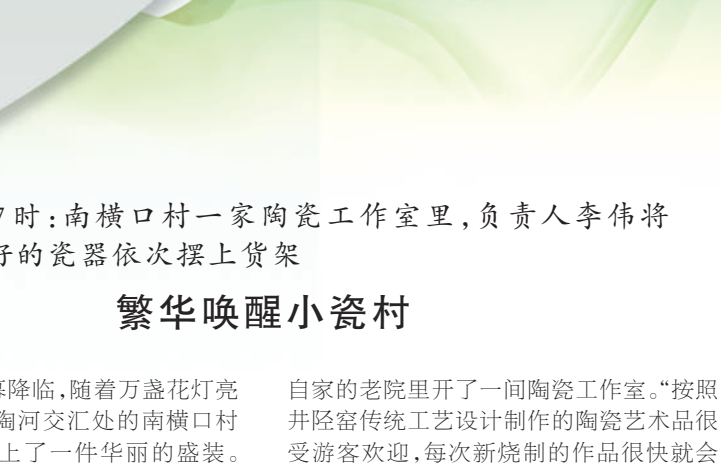 时：南横口村一家陶瓷工作室里，负责人李伟将
好的瓷器依次摆上货架
繁华唤醒小瓷村
降临，随着万盏花灯亮
陶河交汇处的南横口村
上了一件华丽的盛装。
自家的老院里开了一间陶瓷工作室。“按照
井陉窑传统工艺设计制作的陶瓷艺术品很
受游客欢迎，每次新烧制的作品很快就会